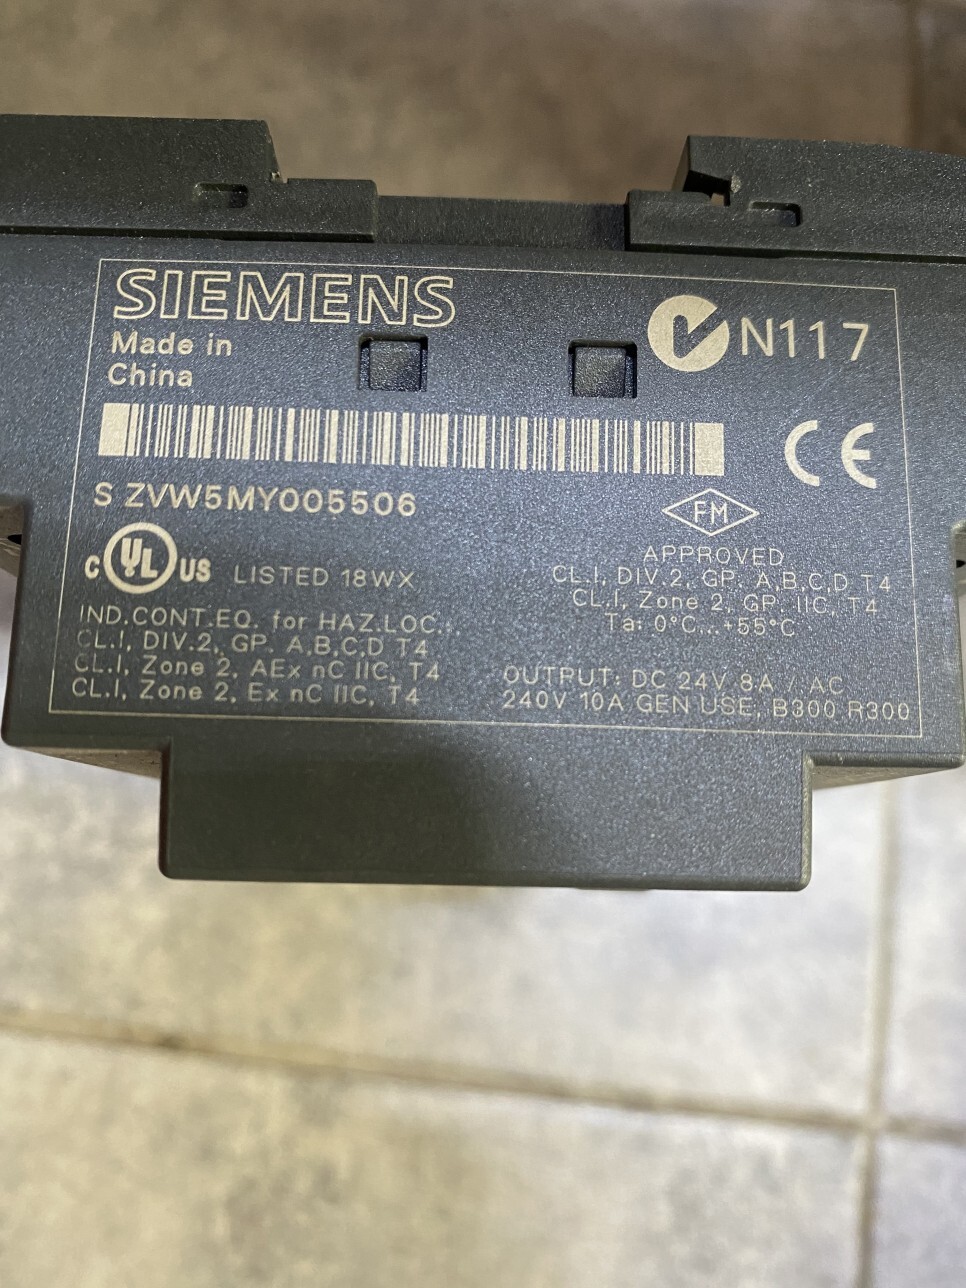 SIEMENS
Made in
China
N117
CE
S ZVW5MY005506
FM
APPROVED
CL.I, DIV.2, GP. A,B,C,D T4
CL.I, Zone 2, GP. IIC, T4
Ta: 0°C...+55°C
C UL US LISTED 18WX
IND.CONT.EQ. for HAZ.LOC.:
CL.I, DIV.2, GP. A,B,C,D T4
CL.I, Zone 2, AEx nC IIC, T4
CL.I, Zone 2, Ex nC IIC, T4
OUTPUT: DC 24V 8A / AC
240V 10A GEN USE, B300 R300